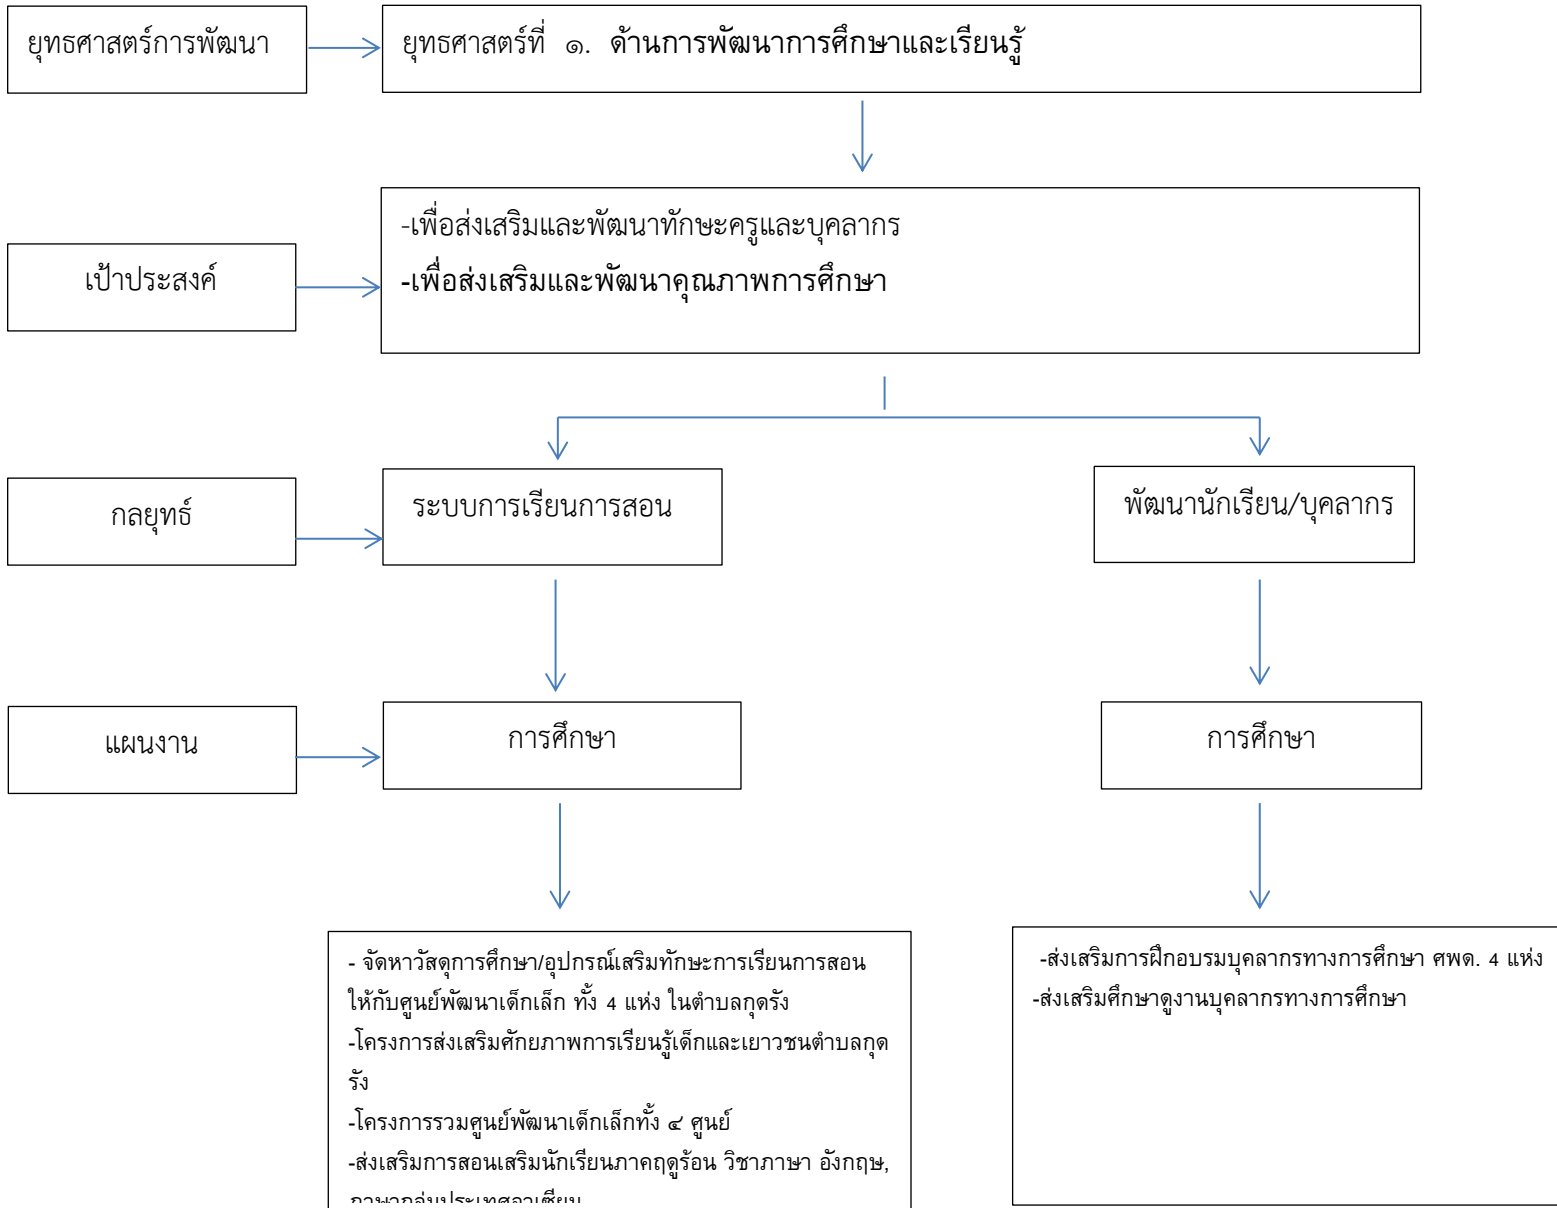 ยุทธศาสตร์การพัฒนา
ยุทธศาสตร์ที่ ๑. ด้านการพัฒนาการศึกษาและเรียนรู้
เป้าประสงค์
-เพื่อส่งเสริมและพัฒนาทักษะครูและบุคลากร
-เพื่อส่งเสริมและพัฒนาคุณภาพการศึกษา
กลยุทธ์
ระบบการเรียนการสอน
พัฒนานักเรียน/บุคลากร
แผนงาน
การศึกษา
การศึกษา
- จัดหาวัสดุการศึกษา/อุปกรณ์เสริมทักษะการเรียนการสอน
ให้กับศูนย์พัฒนาเด็กเล็ก ทั้ง 4 แห่ง ในตำบลกุดรัง
-โครงการส่งเสริมศักยภาพการเรียนรู้เด็กและเยาวชนตำบลกุด
รัง
-โครงการรวมศูนย์พัฒนาเด็กเล็กทั้ง ๔ ศูนย์
-ส่งเสริมการสอนเสริมนักเรียนภาคฤดูร้อน วิชาภาษา อังกฤษ,
-ส่งเสริมการฝึกอบรมบุคลากรทางการศึกษา ศพด. 4 แห่ง
-ส่งเสริมศึกษาดูงานบุคลากรทางการศึกษา